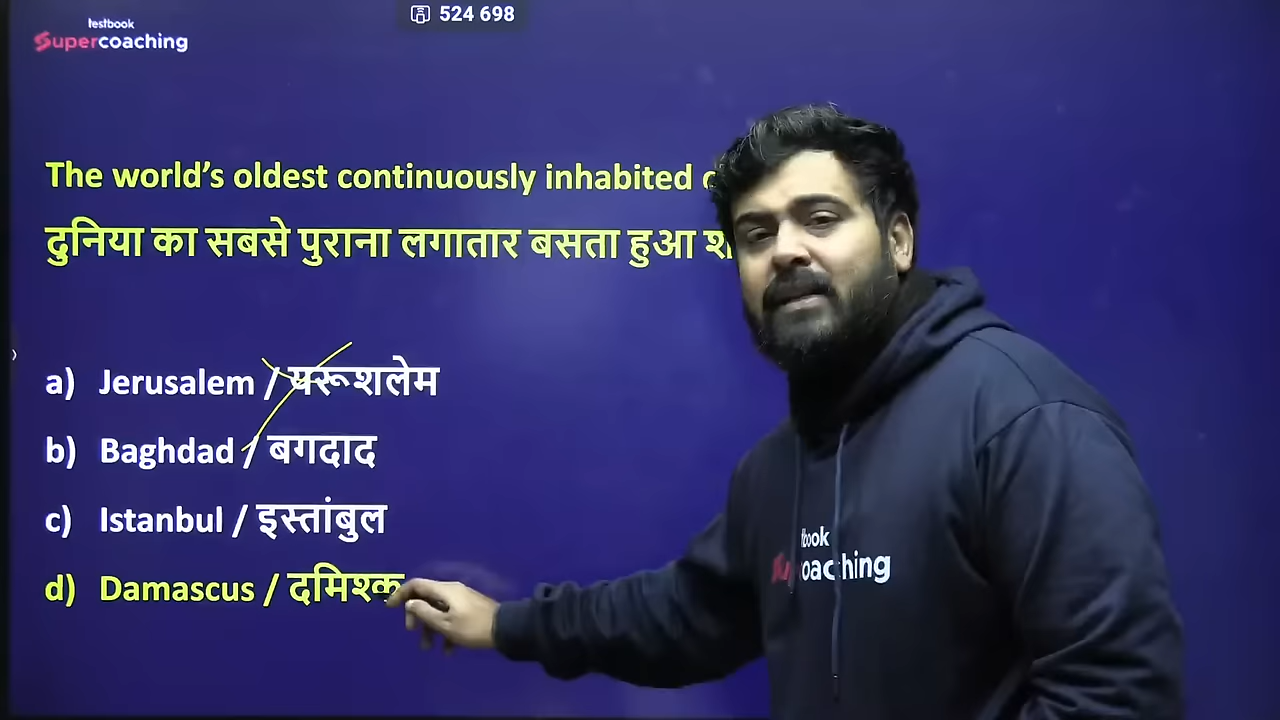 testbook
Supercoaching
524 698
The world's oldest continuously inhabited
दुनिया का सबसे पुराना लगातार बसता हुआ
a) Jerusalem / यरूशलेम
b) Baghdad / बगदाद
c) Istanbul / इस्तांबुल
d) Damascus / दमिश्क